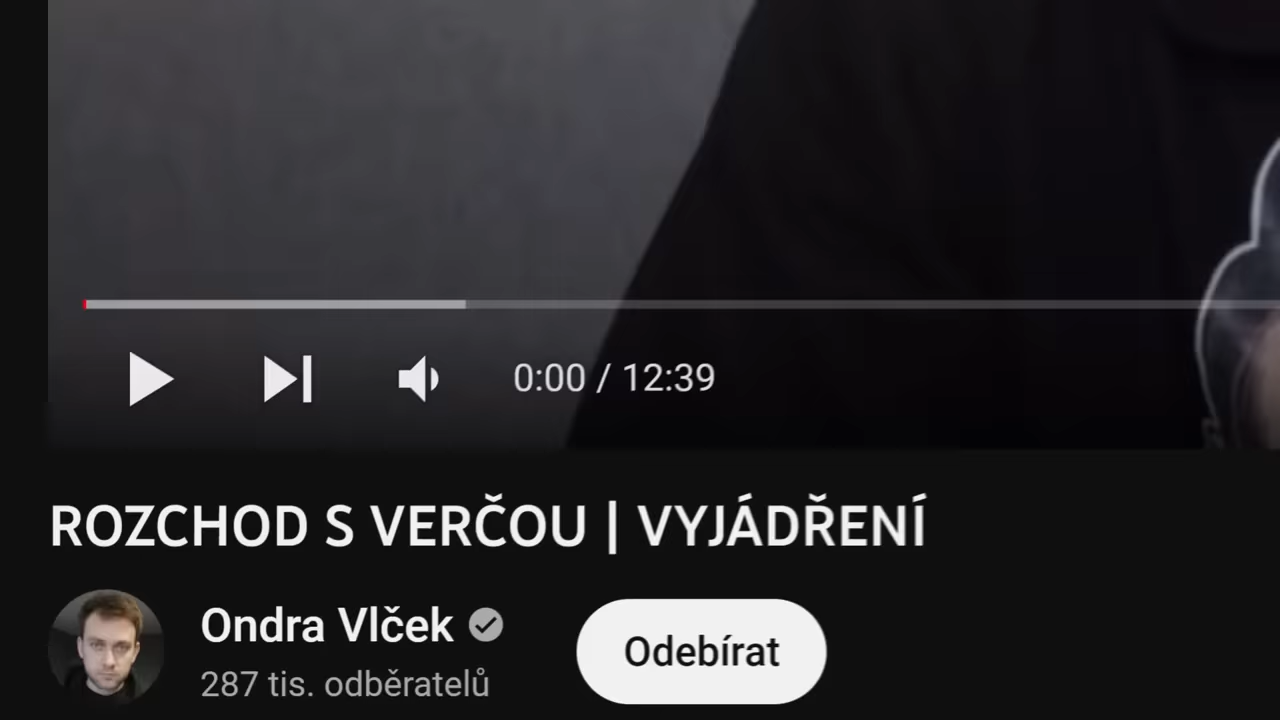 0:00 / 12:39
ROZCHOD S VERČOU | VYJÁDŘENÍ
Ondra Vlček
287 tis. odběratelů
Odebírat